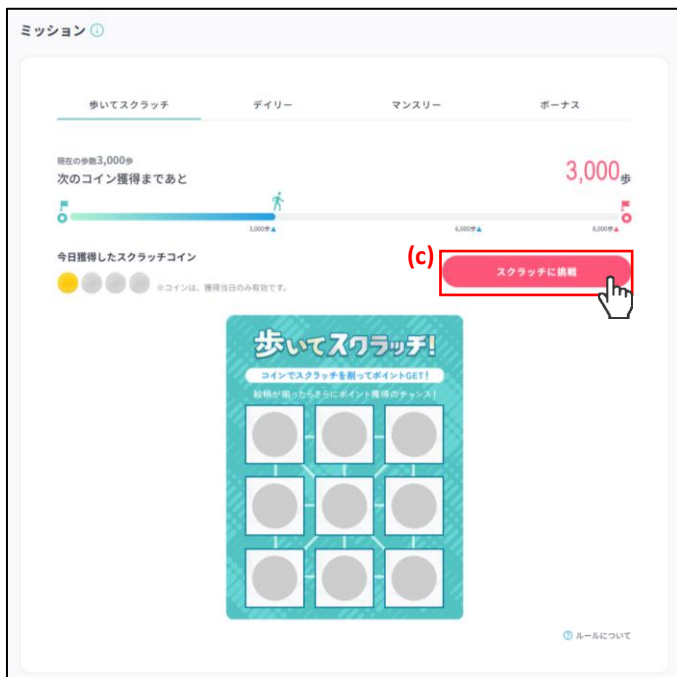 ミッション
歩いてスクラッチ デイリー マンスリー ボーナス
現在の歩数3,000歩
次のコイン獲得まであと
3,000歩
3,000歩▲ 6,000歩▲ 8,000歩▲
今日獲得したスクラッチコイン
(c)
スクラッチに挑戦
※コインは、獲得当日のみ有効です。
歩いてスクラッチ!
コインでスクラッチを削ってポイントGET!
絵柄が揃ったらさらにポイント獲得のチャンス!
ルールについて